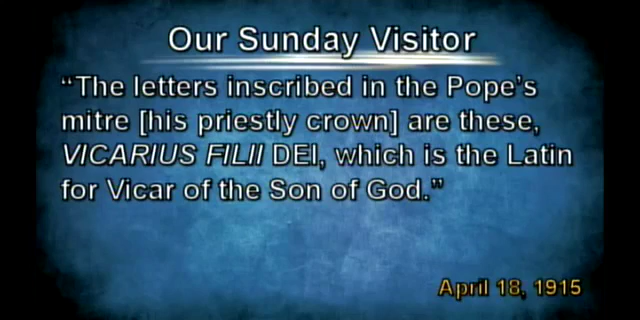 Our Sunday Visitor
“The letters inscribed in the Pope’s
mitre [his priestly crown] are these,
VICARIUS FILII DEI, which is the Latin
for Vicar of the Son of God.”
April 18, 1915